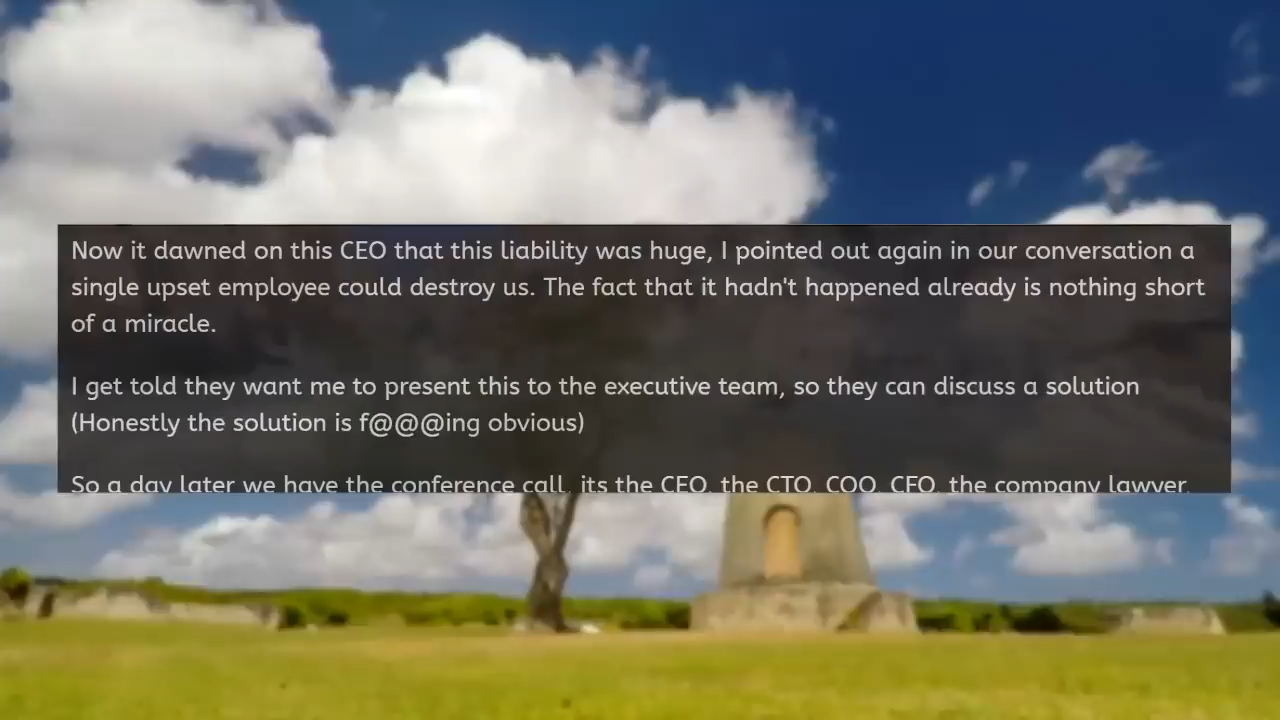 Now it dawned on this CEO that this liability was huge, I pointed out again in our conversation a
single upset employee could destroy us. The fact that it hadn't happened already is nothing short
of a miracle.
I get told they want me to present this to the executive team, so they can discuss a solution
(Honestly the solution is f@@@ing obvious)
So a day later we have the conference call, its the CEO, the CTO, COO, CFO, the company lawyer,